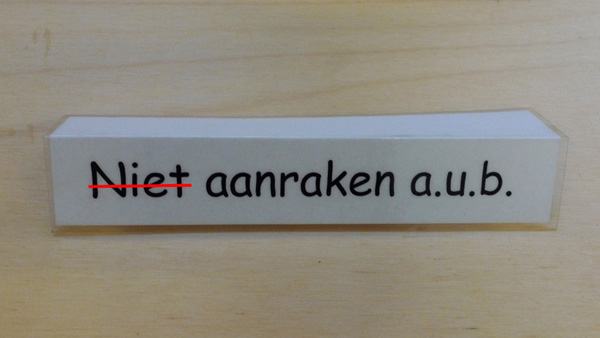 Niet aanraken a.u.b.